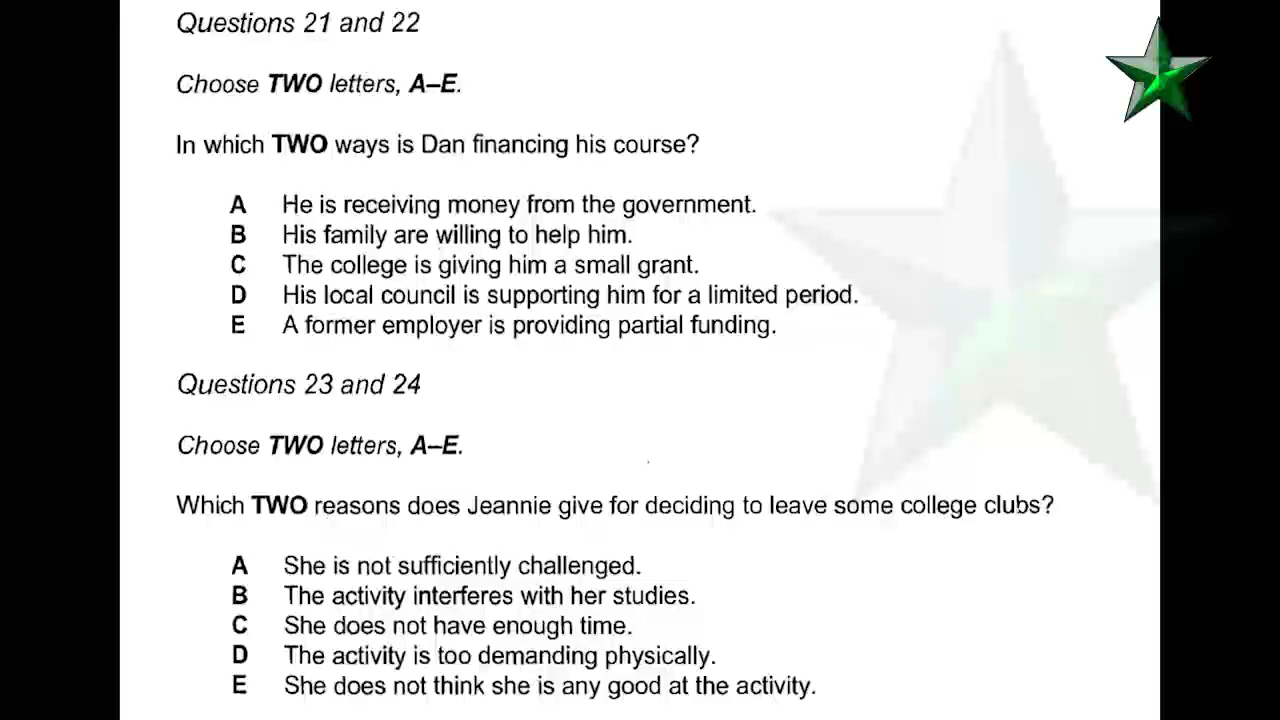 Questions 21 and 22
Choose TWO letters, A–E.
In which TWO ways is Dan financing his course?
A He is receiving money from the government.
B His family are willing to help him.
C The college is giving him a small grant.
D His local council is supporting him for a limited period.
E A former employer is providing partial funding.
Questions 23 and 24
Choose TWO letters, A–E.
Which TWO reasons does Jeannie give for deciding to leave some college clubs?
A She is not sufficiently challenged.
B The activity interferes with her studies.
C She does not have enough time.
D The activity is too demanding physically.
E She does not think she is any good at the activity.